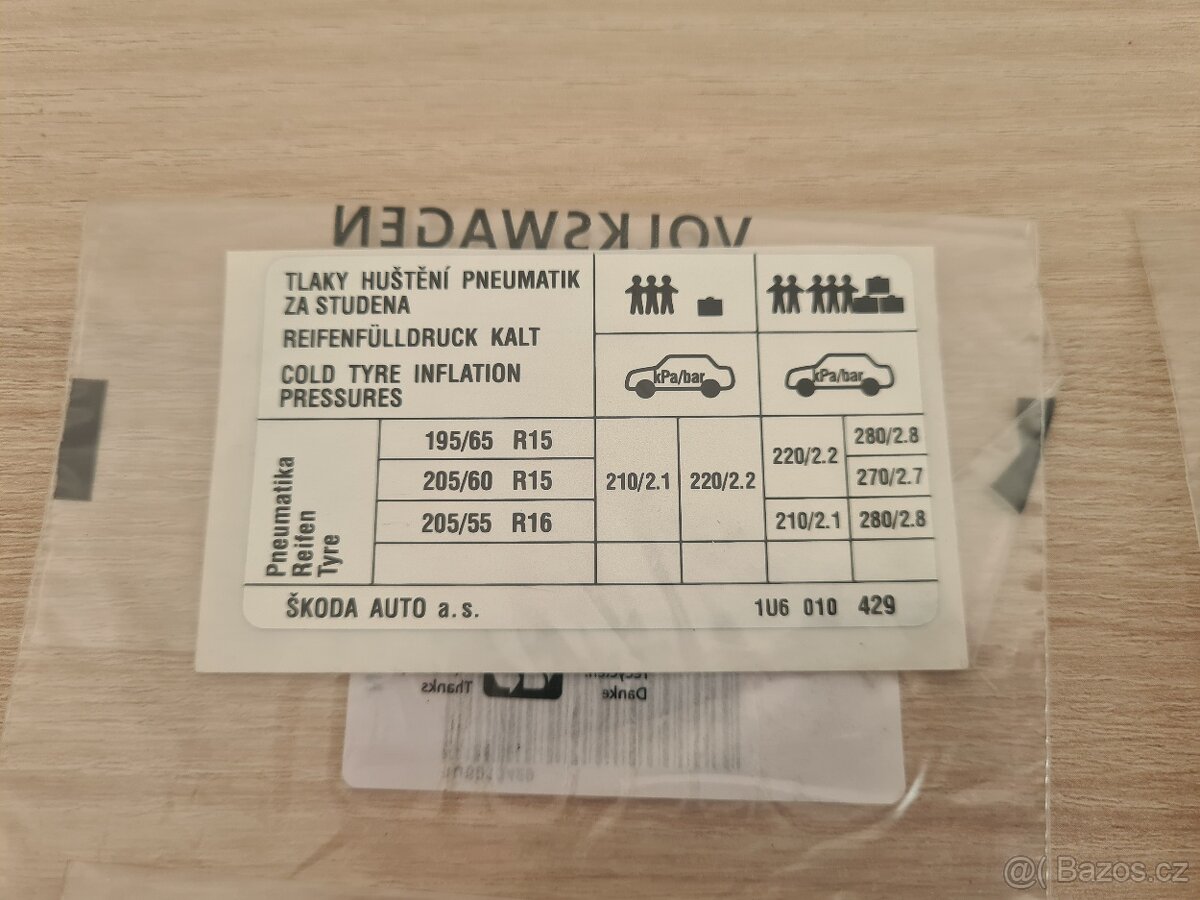 VOLKSWAGEN
TLAKY HUŠTĚNÍ PNEUMATIK
ZA STUDENA
REIFENFÜLLDRUCK KALT
COLD TYRE INFLATION
PRESSURES
kPa/bar kPa/bar
Pneumatika
Reifen
Tyre
195/65 R15 210/2.1 220/2.2 220/2.2 280/2.8
205/60 R15 270/2.7
205/55 R16 210/2.1 280/2.8
ŠKODA AUTO a.s. 1U6 010 429
Danke
Thanks
@( Bazos.cz